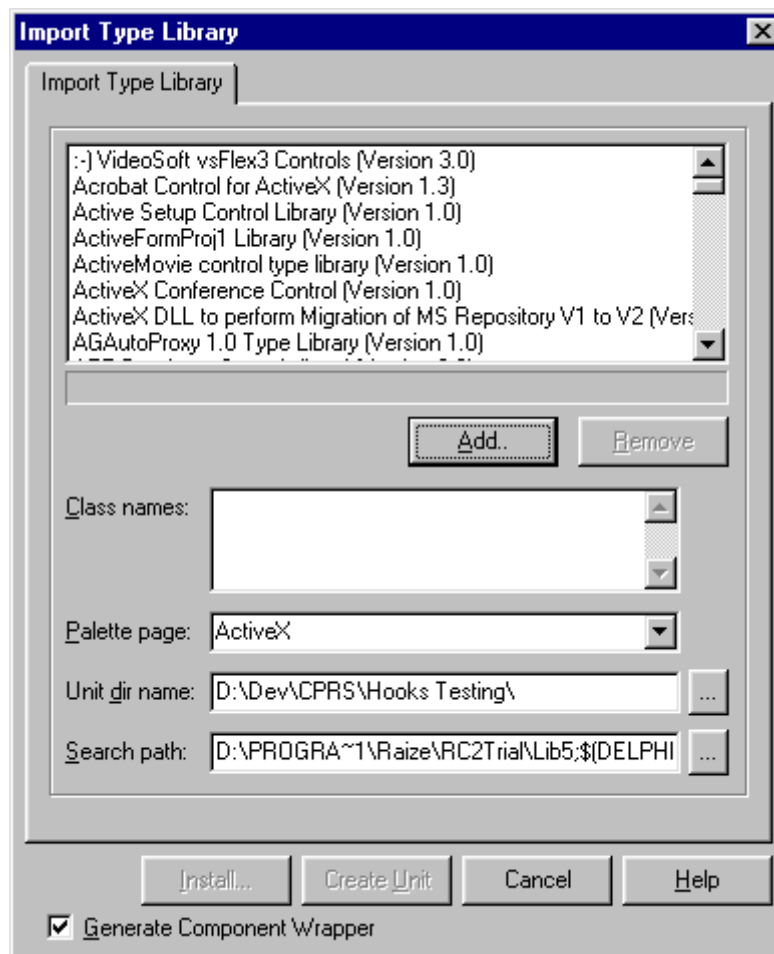 Import Type Library
Import Type Library
:-) VideoSoft vsFlex3 Controls (Version 3.0)
Acrobat Control for ActiveX (Version 1.3)
Active Setup Control Library (Version 1.0)
ActiveFormProj1 Library (Version 1.0)
ActiveMovie control type library (Version 1.0)
ActiveX Conference Control (Version 1.0)
ActiveX DLL to perform Migration of MS Repository V1 to V2 (Vers
AGAutoProxy 1.0 Type Library (Version 1.0)
Add..
Remove
Class names:
Palette page: ActiveX
Unit dir name: D:\Dev\CPRS\Hooks Testing\ ...
Search path: D:\PROGRA~1\Raize\RC2Trial\Lib5;$(DELPHI ...
Install...
Create Unit
Cancel
Help
Generate Component Wrapper